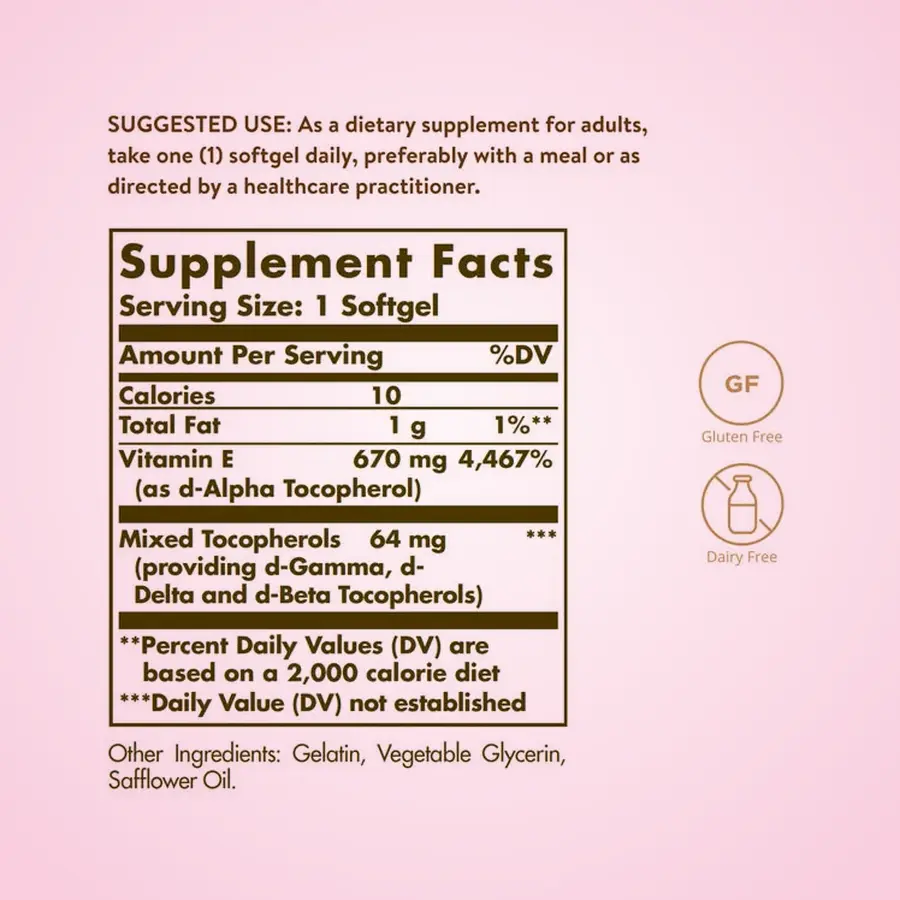 SUGGESTED USE: As a dietary supplement for adults,
take one (1) softgel daily, preferably with a meal or as
directed by a healthcare practitioner.
Supplement Facts
Serving Size: 1 Softgel
Amount Per Serving %DV
Calories 10
Total Fat 1 g 1%**
Vitamin E 670 mg 4,467%
(as d-Alpha Tocopherol)
Mixed Tocopherols 64 mg ***
(providing d-Gamma, d-
Delta and d-Beta Tocopherols)
**Percent Daily Values (DV) are
based on a 2,000 calorie diet
***Daily Value (DV) not established
Other Ingredients: Gelatin, Vegetable Glycerin,
Safflower Oil.
GF
Gluten Free
Dairy Free